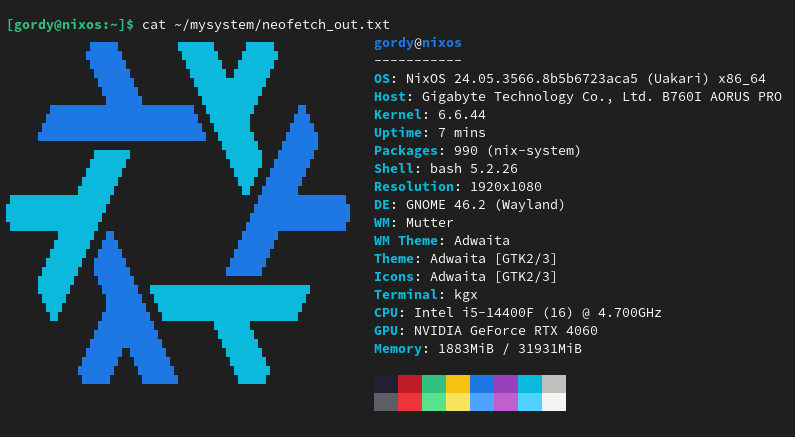 [gordy@nixos:~]$ cat ~/mysystem/neofetch_out.txt
gordy@nixos
-----------
OS: NixOS 24.05.3566.8b5b6723aca5 (Uakari) x86_64
Host: Gigabyte Technology Co., Ltd. B760I AORUS PRO
Kernel: 6.6.44
Uptime: 7 mins
Packages: 990 (nix-system)
Shell: bash 5.2.26
Resolution: 1920x1080
DE: GNOME 46.2 (Wayland)
WM: Mutter
WM Theme: Adwaita
Theme: Adwaita [GTK2/3]
Icons: Adwaita [GTK2/3]
Terminal: kgx
CPU: Intel i5-14400F (16) @ 4.700GHz
GPU: NVIDIA GeForce RTX 4060
Memory: 1883MiB / 31931MiB